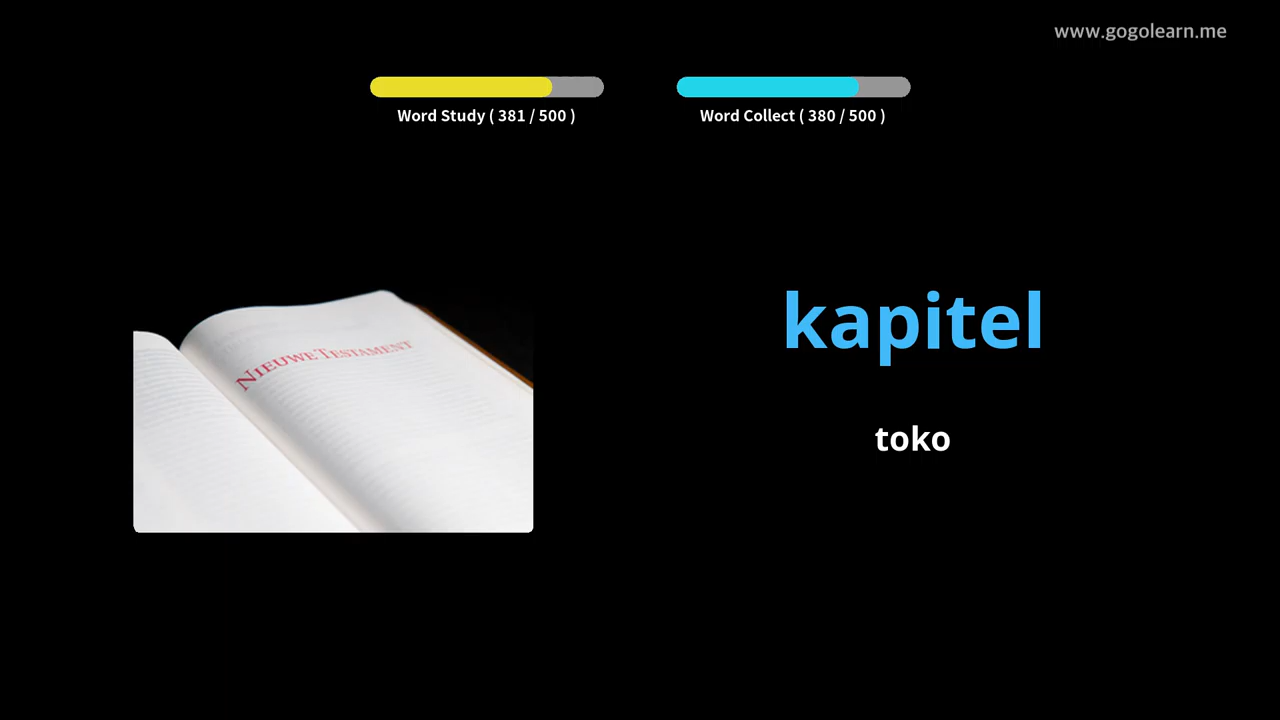 www.gogolearn.me
Word Study ( 381 / 500 )
Word Collect ( 380 / 500 )
NIEUWE TESTAMENT
kapitel
toko